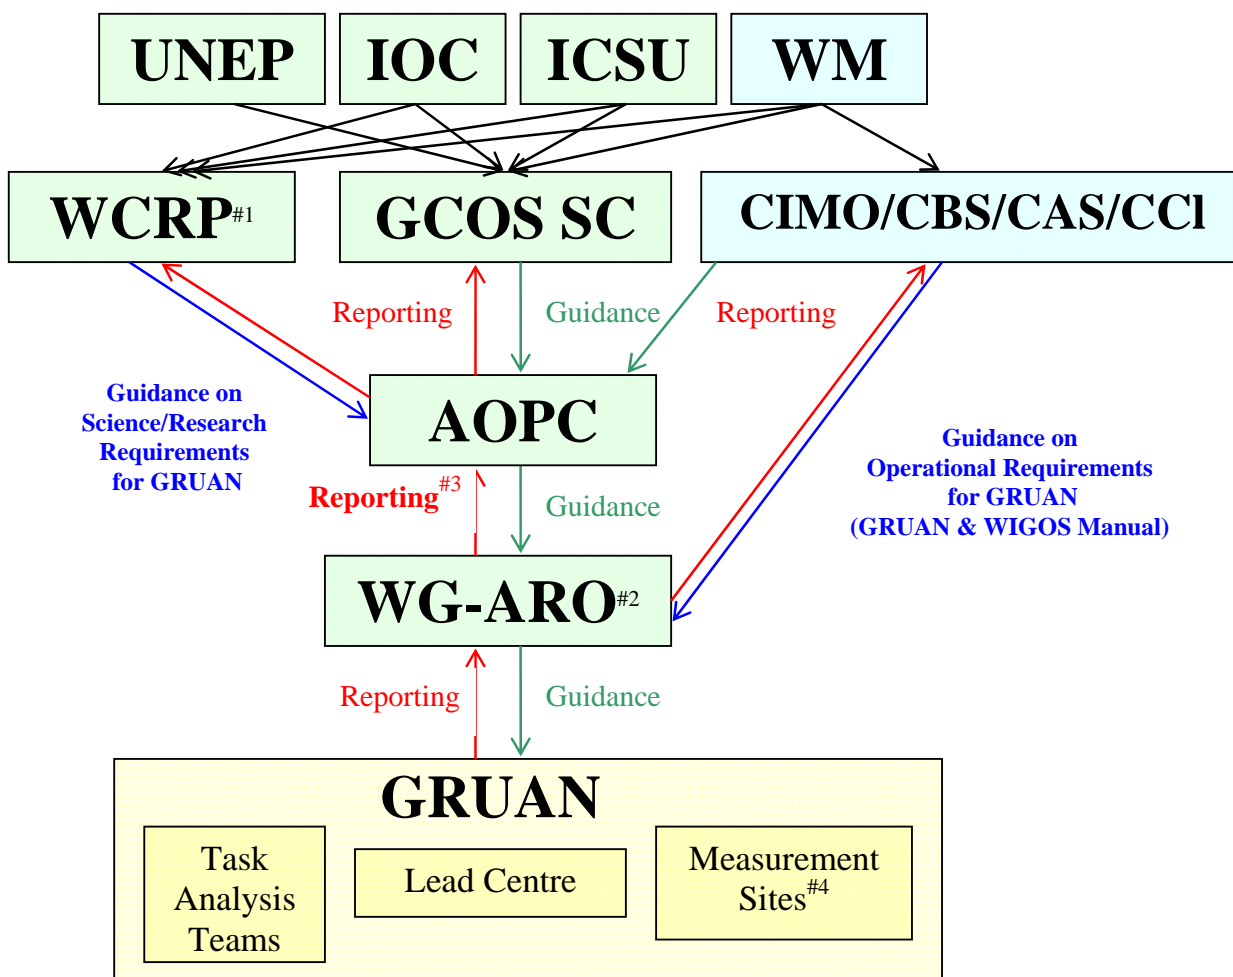 UNEP
IOC
ICSU
WM
WCRP#1
GCOS SC
CIMO/CBS/CAS/CCl
Reporting
Guidance
Reporting
Guidance on
Science/Research
Requirements
for GRUAN
AOPC
Guidance on
Operational Requirements
for GRUAN
(GRUAN & WIGOS Manual)
Reporting#3
Guidance
WG-ARO#2
Reporting
Guidance
GRUAN
Task
Analysis
Teams
Lead Centre
Measurement
Sites#4